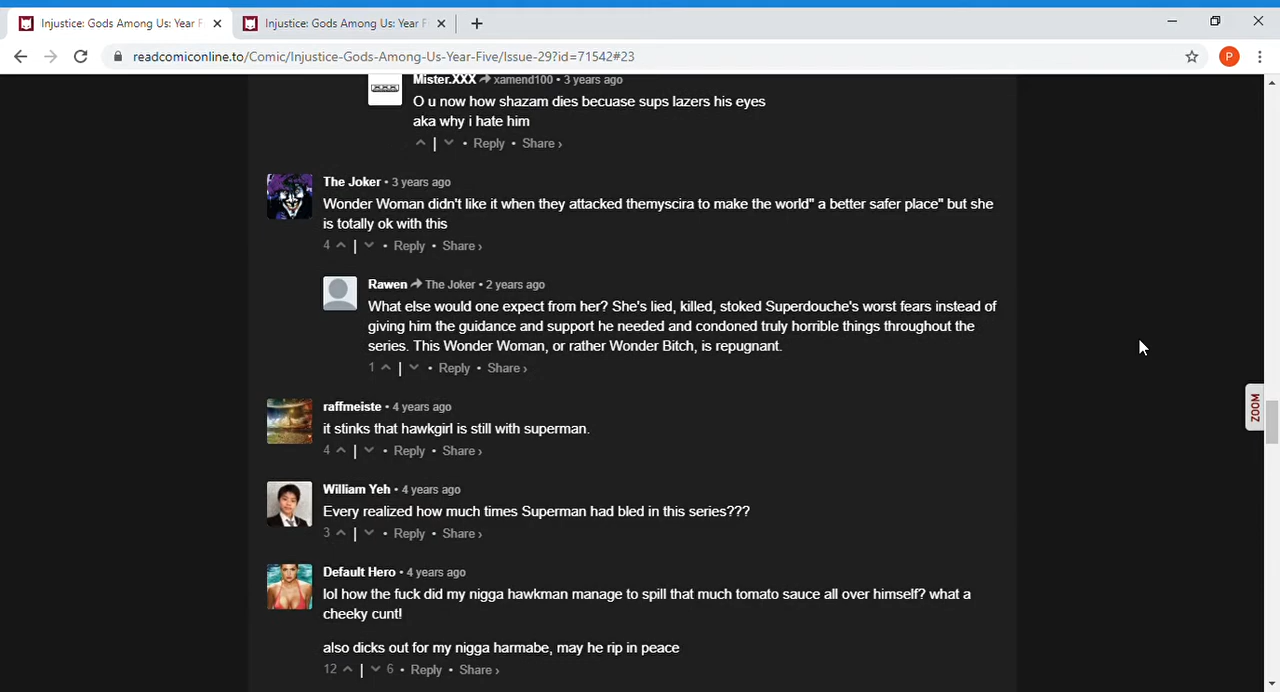 Injustice: Gods Among Us: Year F
Injustice: Gods Among Us: Year F
readcomiconline.to/Comic/Injustice-Gods-Among-Us-Year-Five/Issue-29?id=71542#23
P
Mister.XXX xamend100 • 3 years ago
O u now how shazam dies becuase sups lazers his eyes
aka why i hate him
| • Reply • Share ›
The Joker • 3 years ago
Wonder Woman didn't like it when they attacked themyscira to make the world" a better safer place" but she
is totally ok with this
4 | • Reply • Share ›
Rawen The Joker • 2 years ago
What else would one expect from her? She's lied, killed, stoked Superdouche's worst fears instead of
giving him the guidance and support he needed and condoned truly horrible things throughout the
series. This Wonder Woman, or rather Wonder Bitch, is repugnant.
1 | • Reply • Share ›
ZOOM
raffmeiste • 4 years ago
it stinks that hawkgirl is still with superman.
4 | • Reply • Share ›
William Yeh • 4 years ago
Every realized how much times Superman had bled in this series???
3 | • Reply • Share ›
Default Hero • 4 years ago
lol how the fuck did my nigga hawkman manage to spill that much tomato sauce all over himself? what a
cheeky cunt!
also dicks out for my nigga harmabe, may he rip in peace
12 | 6 • Reply • Share ›